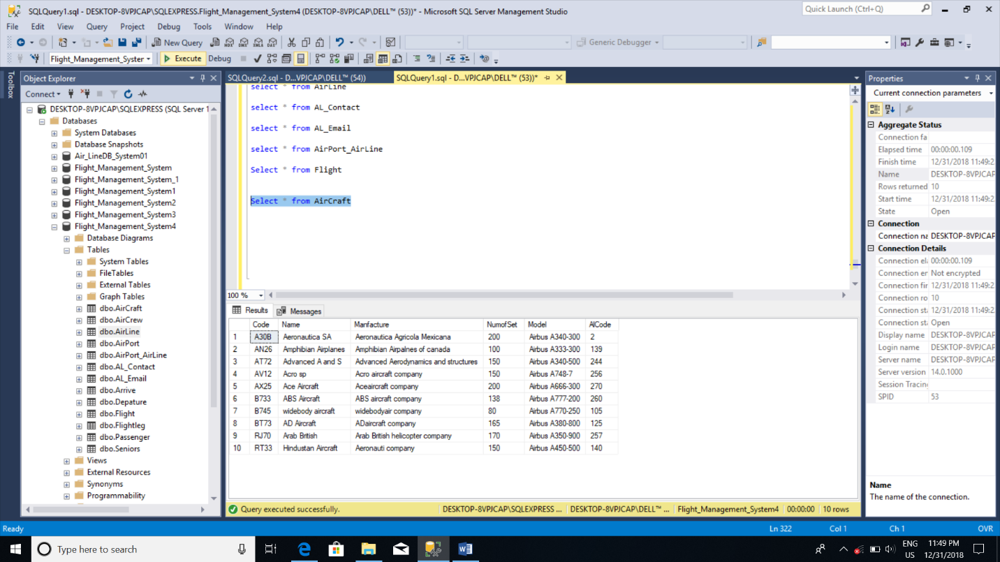 SQLQuery1.sql - DESKTOP-8VPJCAP\SQLEXPRESS.Flight_Management_System4 (DESKTOP-8VPJCAP\DELL™ (53))* - Microsoft SQL Server Management Studio
Quick Launch (Ctrl+Q)
File Edit View Query Project Debug Tools Window Help
New Query
Generic Debugger
Flight_Management_Syster
Execute Debug
Toolbox
Object Explorer
Connect
DESKTOP-8VPJCAP\SQLEXPRESS (SQL Server 1
Databases
System Databases
Database Snapshots
Air_LineDB_System01
Flight_Management_System
Flight_Management_System_1
Flight_Management_System1
Flight_Management_System2
Flight_Management_System3
Flight_Management_System4
Database Diagrams
Tables
System Tables
FileTables
External Tables
Graph Tables
dbo.AirCraft
dbo.AirCrew
dbo.AirLine
dbo.AirPort
dbo.AirPort_AirLine
dbo.AL_Contact
dbo.AL_Email
dbo.Arrive
dbo.Depature
dbo.Flight
dbo.Flightleg
dbo.Passenger
dbo.Seniors
Views
External Resources
Synonyms
Programmability
SQLQuery2.sql - D...VPJCAP\DELL™ (54))
SQLQuery1.sql - D...VPJCAP\DELL™ (53))*
select * from AirLine
select * from AL_Contact
select * from AL_Email
select * from AirPort_AirLine
Select * from Flight
Select * from AirCraft
100 %
Results Messages
Code Name Manfacture NumofSet Model AlCode
1 A30B Aeronautica SA Aeronautica Agricola Mexicana 200 Airbus A340-300 2
2 AN26 Amphibian Airplanes Amphibian Airpalnes of canada 100 Airbus A333-300 139
3 AT72 Advanced A and S Advanced Aerodynamics and structures 150 Airbus A340-500 244
4 AV12 Acro sp Acro aircraft company 150 Airbus A748-7 256
5 AX25 Ace Aircraft Aceaircraft company 200 Airbus A666-300 270
6 B733 ABS Aircraft ABS aircraft company 138 Airbus A777-200 260
7 B745 widebody aircraft widebodyair company 80 Airbus A770-250 105
8 BT73 AD Aircraft ADaircraft company 165 Airbus A380-800 125
9 RJ70 Arab British Arab British helicopter company 170 Airbus A350-900 257
10 RT33 Hindustan Aircraft Aeronauti company 150 Airbus A450-500 140
Query executed successfully.
DESKTOP-8VPJCAP\SQLEXPRESS ... DESKTOP-8VPJCAP\DELL™ ... Flight_Management_System4 00:00:00 10 rows
Properties
Current connection parameters
Aggregate Status
Connection fa
Elapsed time 00:00:00.109
Finish time 12/31/2018 11:49:2
Name DESKTOP-8VPJCAP
Rows returned 10
Start time 12/31/2018 11:49:2
State Open
Connection
Connection na DESKTOP-8VPJCAP
Connection Details
Connection el 00:00:00.109
Connection er Not encrypted
Connection fir 12/31/2018 11:49:2
Connection ro 10
Connection st 12/31/2018 11:49:2
Connection st Open
Display name DESKTOP-8VPJCAP
Login name DESKTOP-8VPJCAP
Server name DESKTOP-8VPJCAP
Server version 14.0.1000
Session Tracin
SPID 53
Name
The name of the connection.
Ready
Ln 322 Col 1 Ch 1 OVR
Type here to search
ENG
US
11:49 PM
12/31/2018